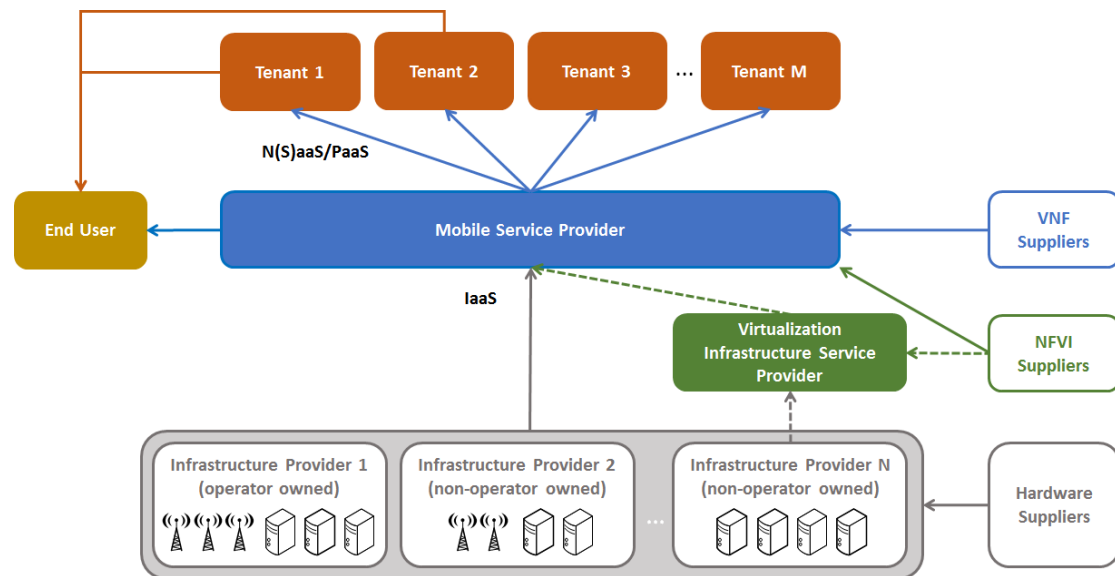 Tenant 1
Tenant 2
Tenant 3
...
Tenant M
N(S)aaS/PaaS
End User
Mobile Service Provider
VNF
Suppliers
IaaS
Virtualization
Infrastructure Service
Provider
NFVI
Suppliers
Infrastructure Provider 1
(operator owned)
Infrastructure Provider 2
(non-operator owned)
...
Infrastructure Provider N
(non-operator owned)
Hardware
Suppliers